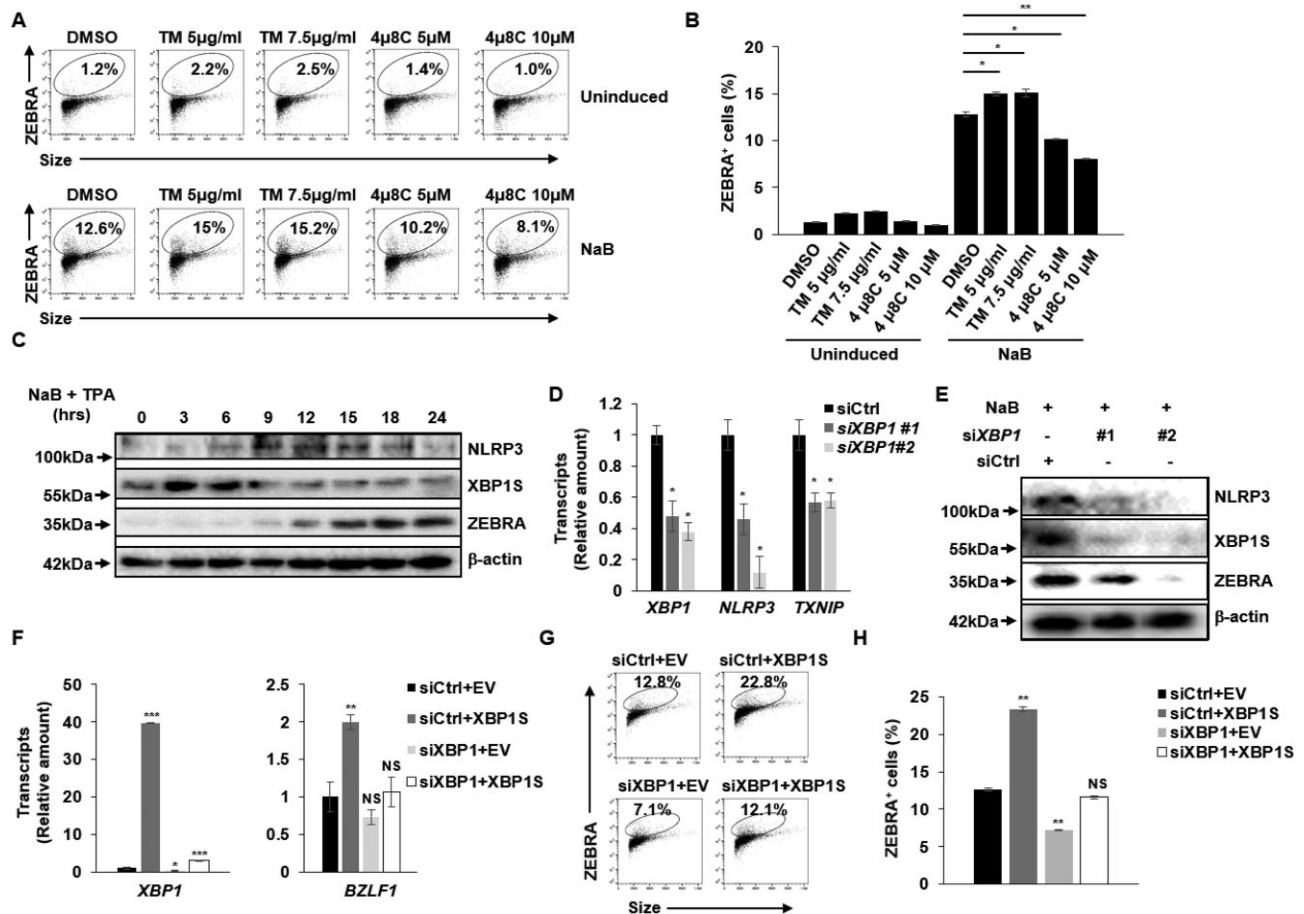 A
DMSO TM 5µg/ml TM 7.5µg/ml 4µ8C 5µM 4µ8C 10µM
1.2% 2.2% 2.5% 1.4% 1.0%
ZEBRA
Uninduced
Size
DMSO TM 5µg/ml TM 7.5µg/ml 4µ8C 5µM 4µ8C 10µM
12.6% 15% 15.2% 10.2% 8.1%
ZEBRA
NaB
Size
B
**
*
*
*
20
15
10
5
0
ZEBRA+ cells (%)
DMSO
TM 5 µg/ml
TM 7.5 µg/ml
4 µ8C 5 µM
4 µ8C 10 µM
DMSO
TM 5 µg/ml
TM 7.5 µg/ml
4 µ8C 5 µM
4 µ8C 10 µM
Uninduced NaB
C
NaB + TPA
(hrs) 0 3 6 9 12 15 18 24
100kDa NLRP3
55kDa XBP1S
35kDa ZEBRA
42kDa β-actin
D
Transcripts
(Relative amount)
1.2
1
0.8
0.6
0.4
0.2
0
siCtrl
siXBP1 #1
siXBP1#2
* * * * * *
XBP1 NLRP3 TXNIP
E
NaB + + +
siXBP1 - #1 #2
siCtrl + - -
100kDa NLRP3
55kDa XBP1S
35kDa ZEBRA
42kDa β-actin
F
Transcripts
(Relative amount)
50
40
30
20
10
0
*** * ***
XBP1
2.5
2
1.5
1
0.5
0
** NS NS
BZLF1
siCtrl+EV
siCtrl+XBP1S
siXBP1+EV
siXBP1+XBP1S
G
siCtrl+EV siCtrl+XBP1S
12.8% 22.8%
siXBP1+EV siXBP1+XBP1S
7.1% 12.1%
ZEBRA
Size
H
ZEBRA+ cells (%)
25
20
15
10
5
0
** ** NS
siCtrl+EV
siCtrl+XBP1S
siXBP1+EV
siXBP1+XBP1S